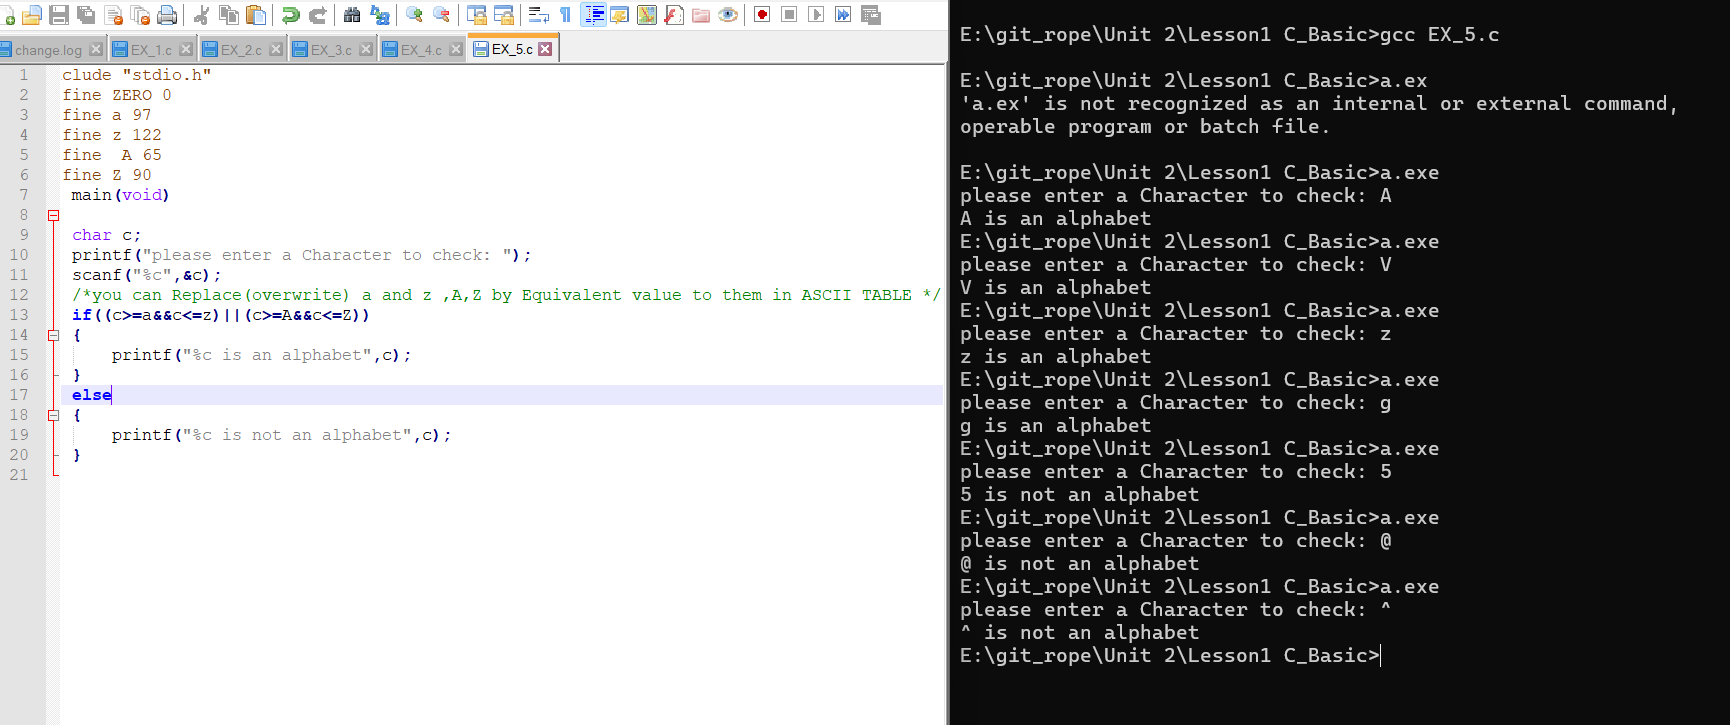 change.log
EX_1.c
EX_2.c
EX_3.c
EX_4.c
EX_5.c
1 clude "stdio.h"
2 fine ZERO 0
3 fine a 97
4 fine z 122
5 fine  A 65
6 fine Z 90
7 main(void)
8
9 char c;
10 printf("please enter a Character to check: ");
11 scanf("%c",&c);
12 /*you can Replace(overwrite) a and z ,A,Z by Equivalent value to them in ASCII TABLE */
13 if((c>=a&&c<=z)||(c>=A&&c<=Z))
14 {
15 printf("%c is an alphabet",c);
16 }
17 else
18 {
19 printf("%c is not an alphabet",c);
20 }
21
E:\git_rope\Unit 2\Lesson1 C_Basic>gcc EX_5.c
E:\git_rope\Unit 2\Lesson1 C_Basic>a.ex
'a.ex' is not recognized as an internal or external command,
operable program or batch file.
E:\git_rope\Unit 2\Lesson1 C_Basic>a.exe
please enter a Character to check: A
A is an alphabet
E:\git_rope\Unit 2\Lesson1 C_Basic>a.exe
please enter a Character to check: V
V is an alphabet
E:\git_rope\Unit 2\Lesson1 C_Basic>a.exe
please enter a Character to check: z
z is an alphabet
E:\git_rope\Unit 2\Lesson1 C_Basic>a.exe
please enter a Character to check: g
g is an alphabet
E:\git_rope\Unit 2\Lesson1 C_Basic>a.exe
please enter a Character to check: 5
5 is not an alphabet
E:\git_rope\Unit 2\Lesson1 C_Basic>a.exe
please enter a Character to check: @
@ is not an alphabet
E:\git_rope\Unit 2\Lesson1 C_Basic>a.exe
please enter a Character to check: ^
^ is not an alphabet
E:\git_rope\Unit 2\Lesson1 C_Basic>